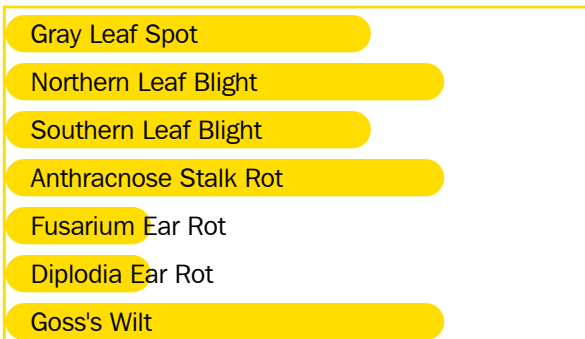 Gray Leaf Spot
Northern Leaf Blight
Southern Leaf Blight
Anthracnose Stalk Rot
Fusarium Ear Rot
Diplodia Ear Rot
Goss's Wilt